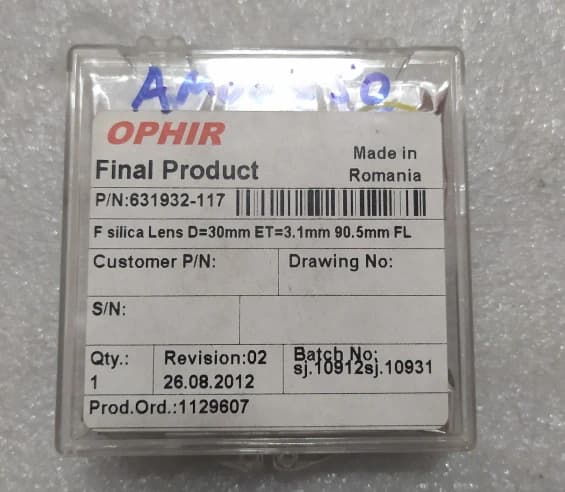 OPHIR
Final Product
Made in
Romania
P/N:631932-117
F silica Lens D=30mm ET=3.1mm 90.5mm FL
Customer P/N:
Drawing No:
S/N:
Qty.:
1
Revision:02
26.08.2012
Batch No:
sj.10912sj.10931
Prod.Ord.:1129607